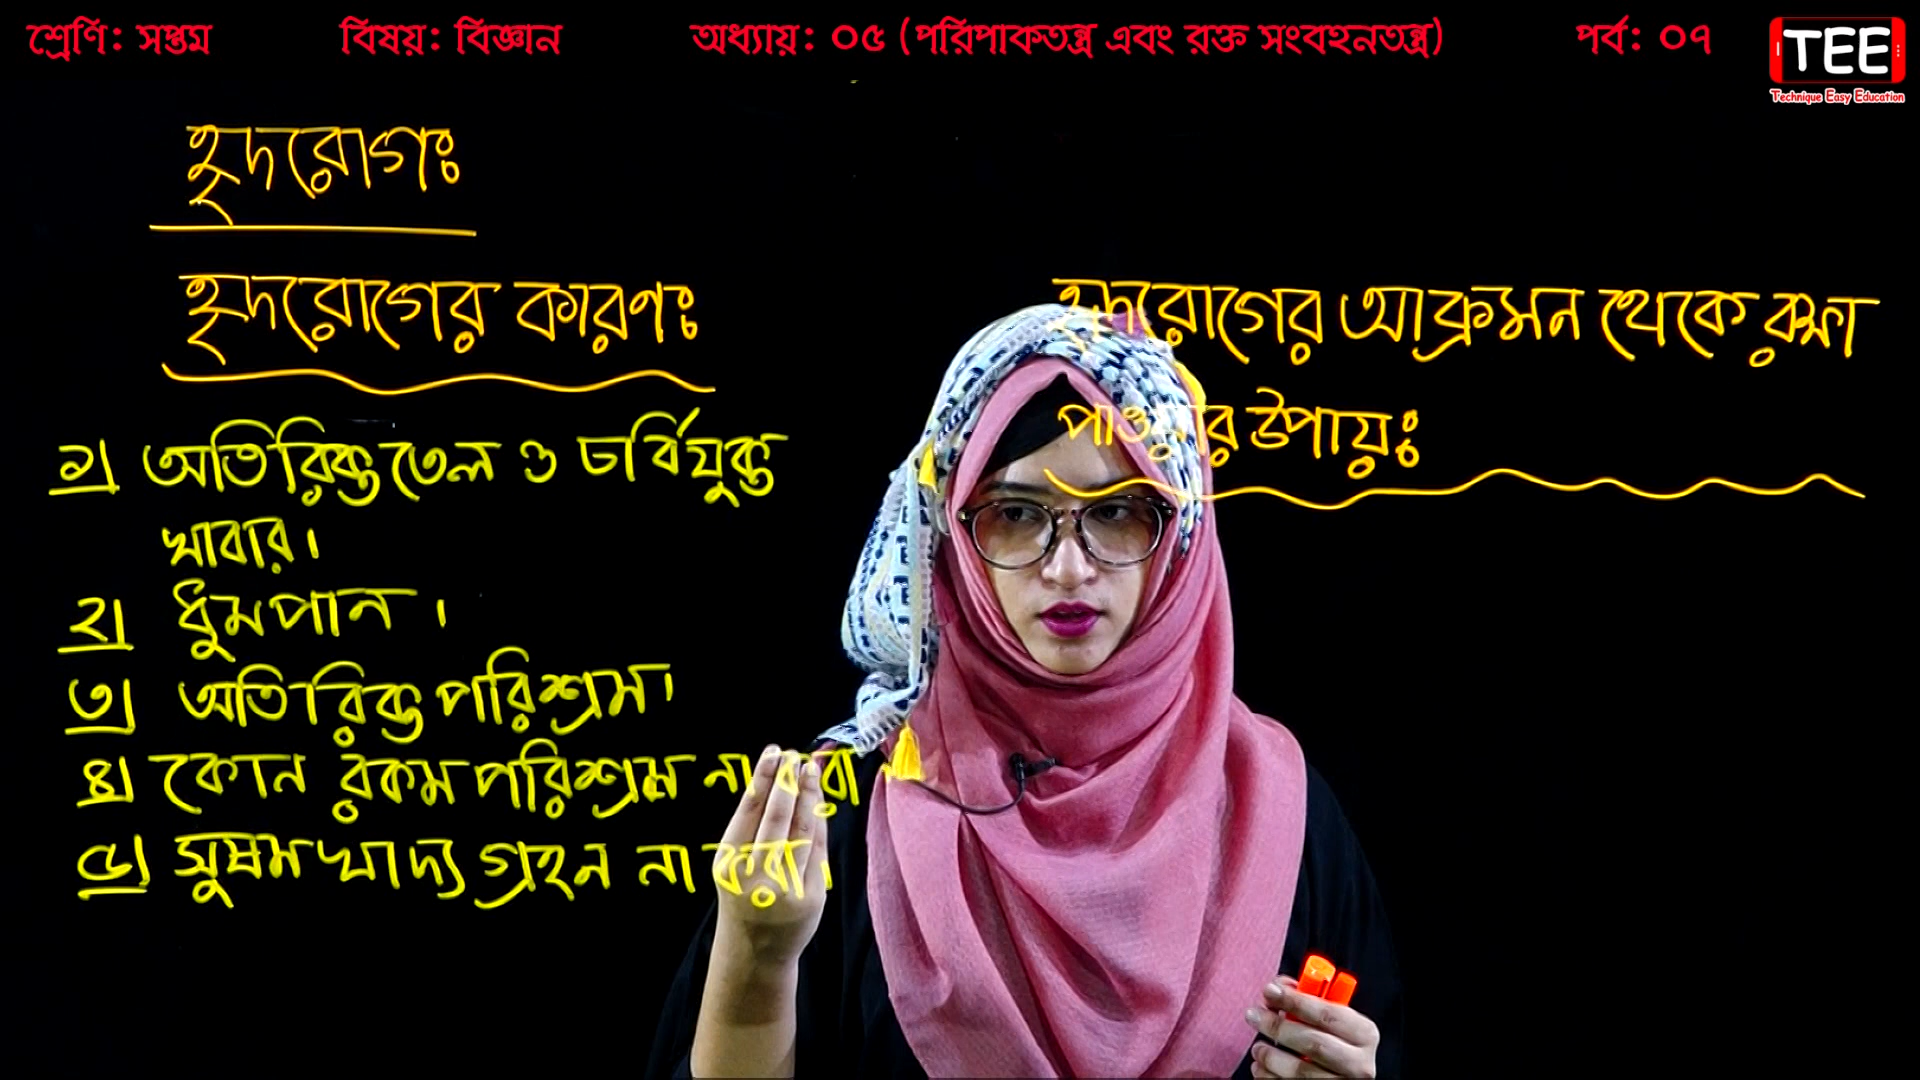 শ্রেণি: সপ্তম বিষয়: বিজ্ঞান অধ্যায়: ০৫ (পরিপাকতন্ত্র এবং রক্ত সংবহনতন্ত্র) পর্ব: ০৭
TEE
Technique Easy Education
হৃদরোগঃ
হৃদরোগের কারণঃ
১) অতিরিক্ত তেল ও চর্বিযুক্ত
খাবার।
২) ধুমপান ।
৩) অতিরিক্ত পরিশ্রম।
৪) কোন রকম পরিশ্রম না করা
৫) সুষম খাদ্য গ্রহন না করা।
হৃদরোগের আক্রমন থেকে রক্ষা
পাওয়ার উপায়ঃ